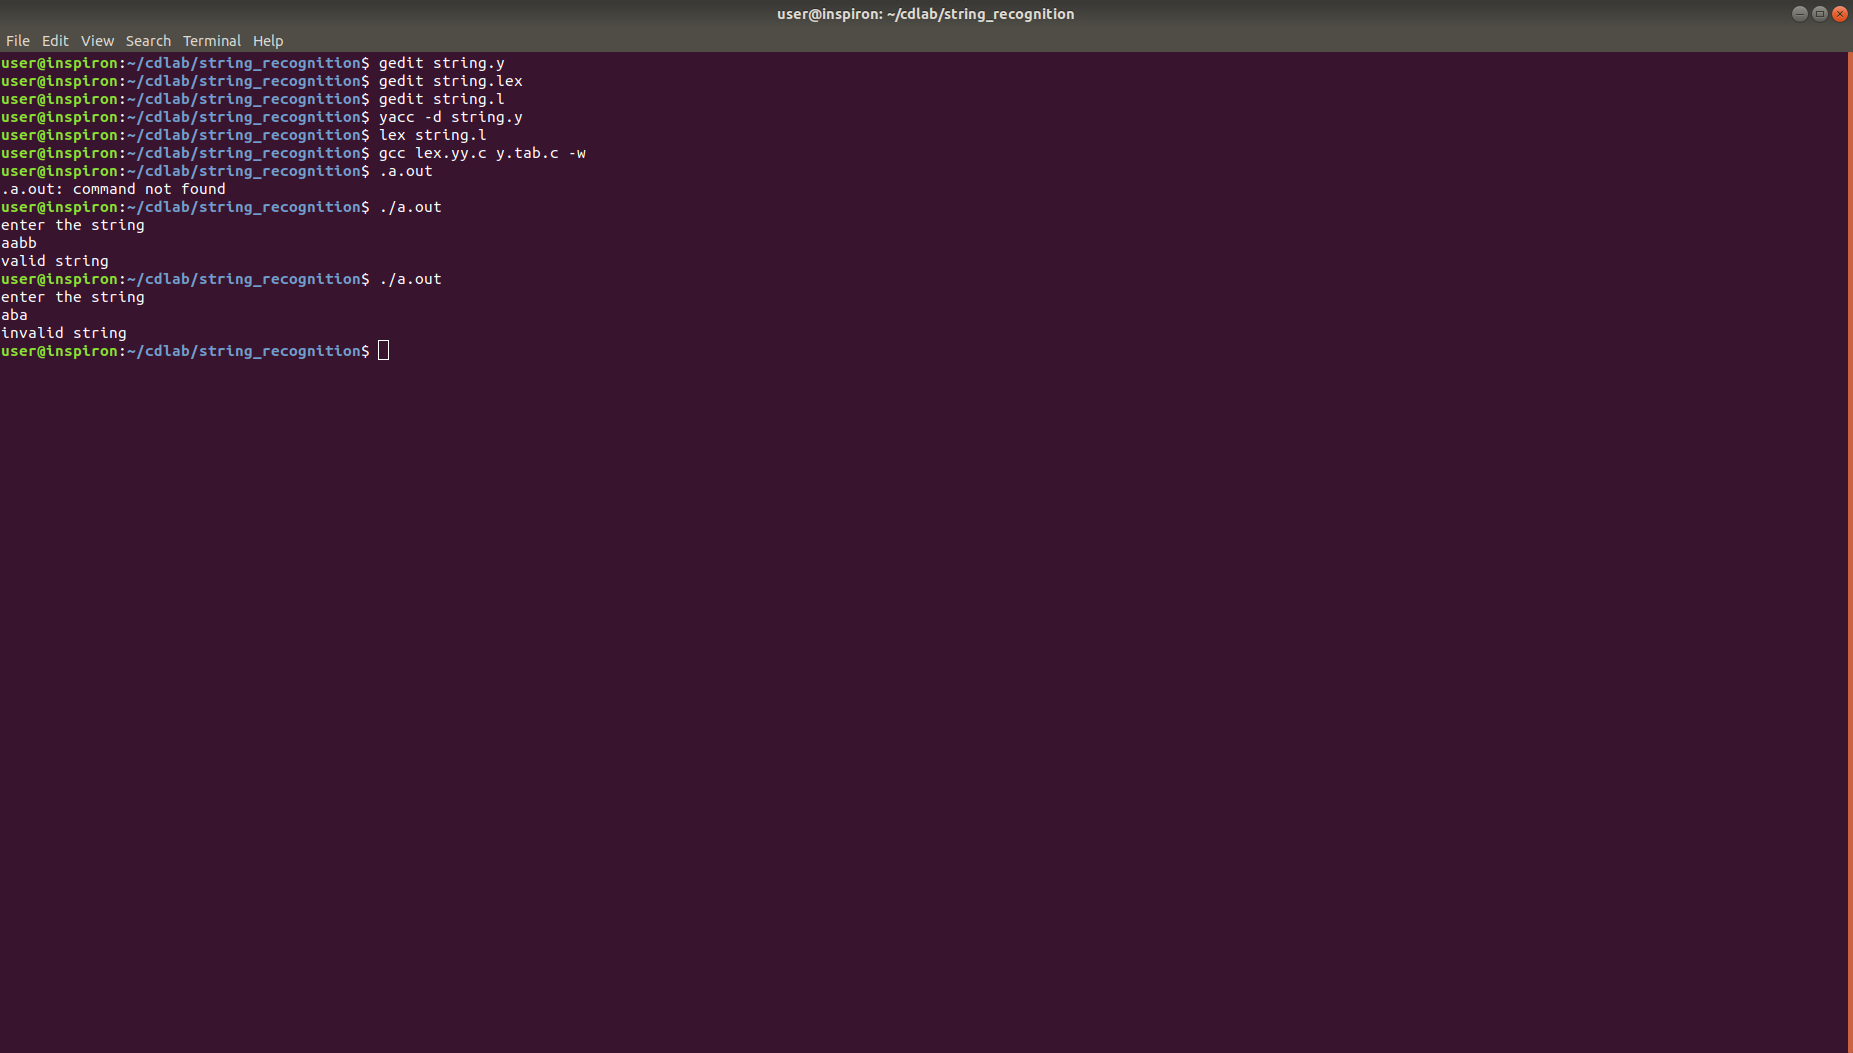 user@inspiron: ~/cdlab/string_recognition
File Edit View Search Terminal Help
user@inspiron:~/cdlab/string_recognition$ gedit string.y
user@inspiron:~/cdlab/string_recognition$ gedit string.lex
user@inspiron:~/cdlab/string_recognition$ gedit string.l
user@inspiron:~/cdlab/string_recognition$ yacc -d string.y
user@inspiron:~/cdlab/string_recognition$ lex string.l
user@inspiron:~/cdlab/string_recognition$ gcc lex.yy.c y.tab.c -w
user@inspiron:~/cdlab/string_recognition$ .a.out
.a.out: command not found
user@inspiron:~/cdlab/string_recognition$ ./a.out
enter the string
aabb
valid string
user@inspiron:~/cdlab/string_recognition$ ./a.out
enter the string
aba
invalid string
user@inspiron:~/cdlab/string_recognition$